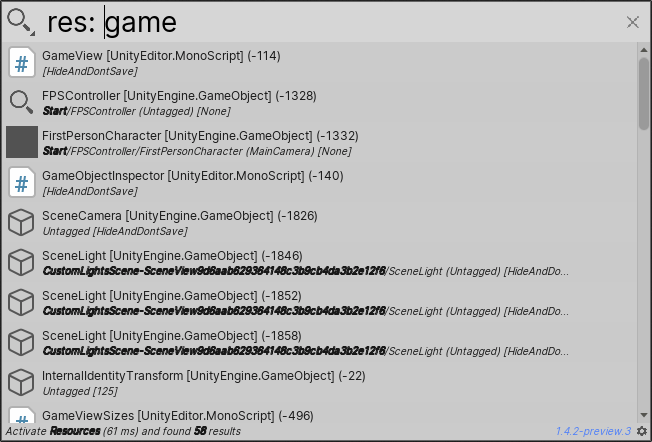 res: game
GameView [UnityEditor.MonoScript] (-114)
[HideAndDontSave]
FPSController [UnityEngine.GameObject] (-1328)
Start/FPSController (Untagged) [None]
FirstPersonCharacter [UnityEngine.GameObject] (-1332)
Start/FPSController/FirstPersonCharacter (MainCamera) [None]
GameObjectInspector [UnityEditor.MonoScript] (-140)
[HideAndDontSave]
SceneCamera [UnityEngine.GameObject] (-1826)
Untagged [HideAndDontSave]
SceneLight [UnityEngine.GameObject] (-1846)
CustomLightsScene-SceneView9d6aab629364148c3b9cb4da3b2e12f6/SceneLight (Untagged) [HideAndDo...
SceneLight [UnityEngine.GameObject] (-1852)
CustomLightsScene-SceneView9d6aab629364148c3b9cb4da3b2e12f6/SceneLight (Untagged) [HideAndDo...
SceneLight [UnityEngine.GameObject] (-1858)
CustomLightsScene-SceneView9d6aab629364148c3b9cb4da3b2e12f6/SceneLight (Untagged) [HideAndDo...
InternalIdentityTransform [UnityEngine.GameObject] (-22)
Untagged [125]
GameViewSizes [UnityEditor.MonoScript] (-496)
Activate Resources (61 ms) and found 58 results
1.4.2-preview.3